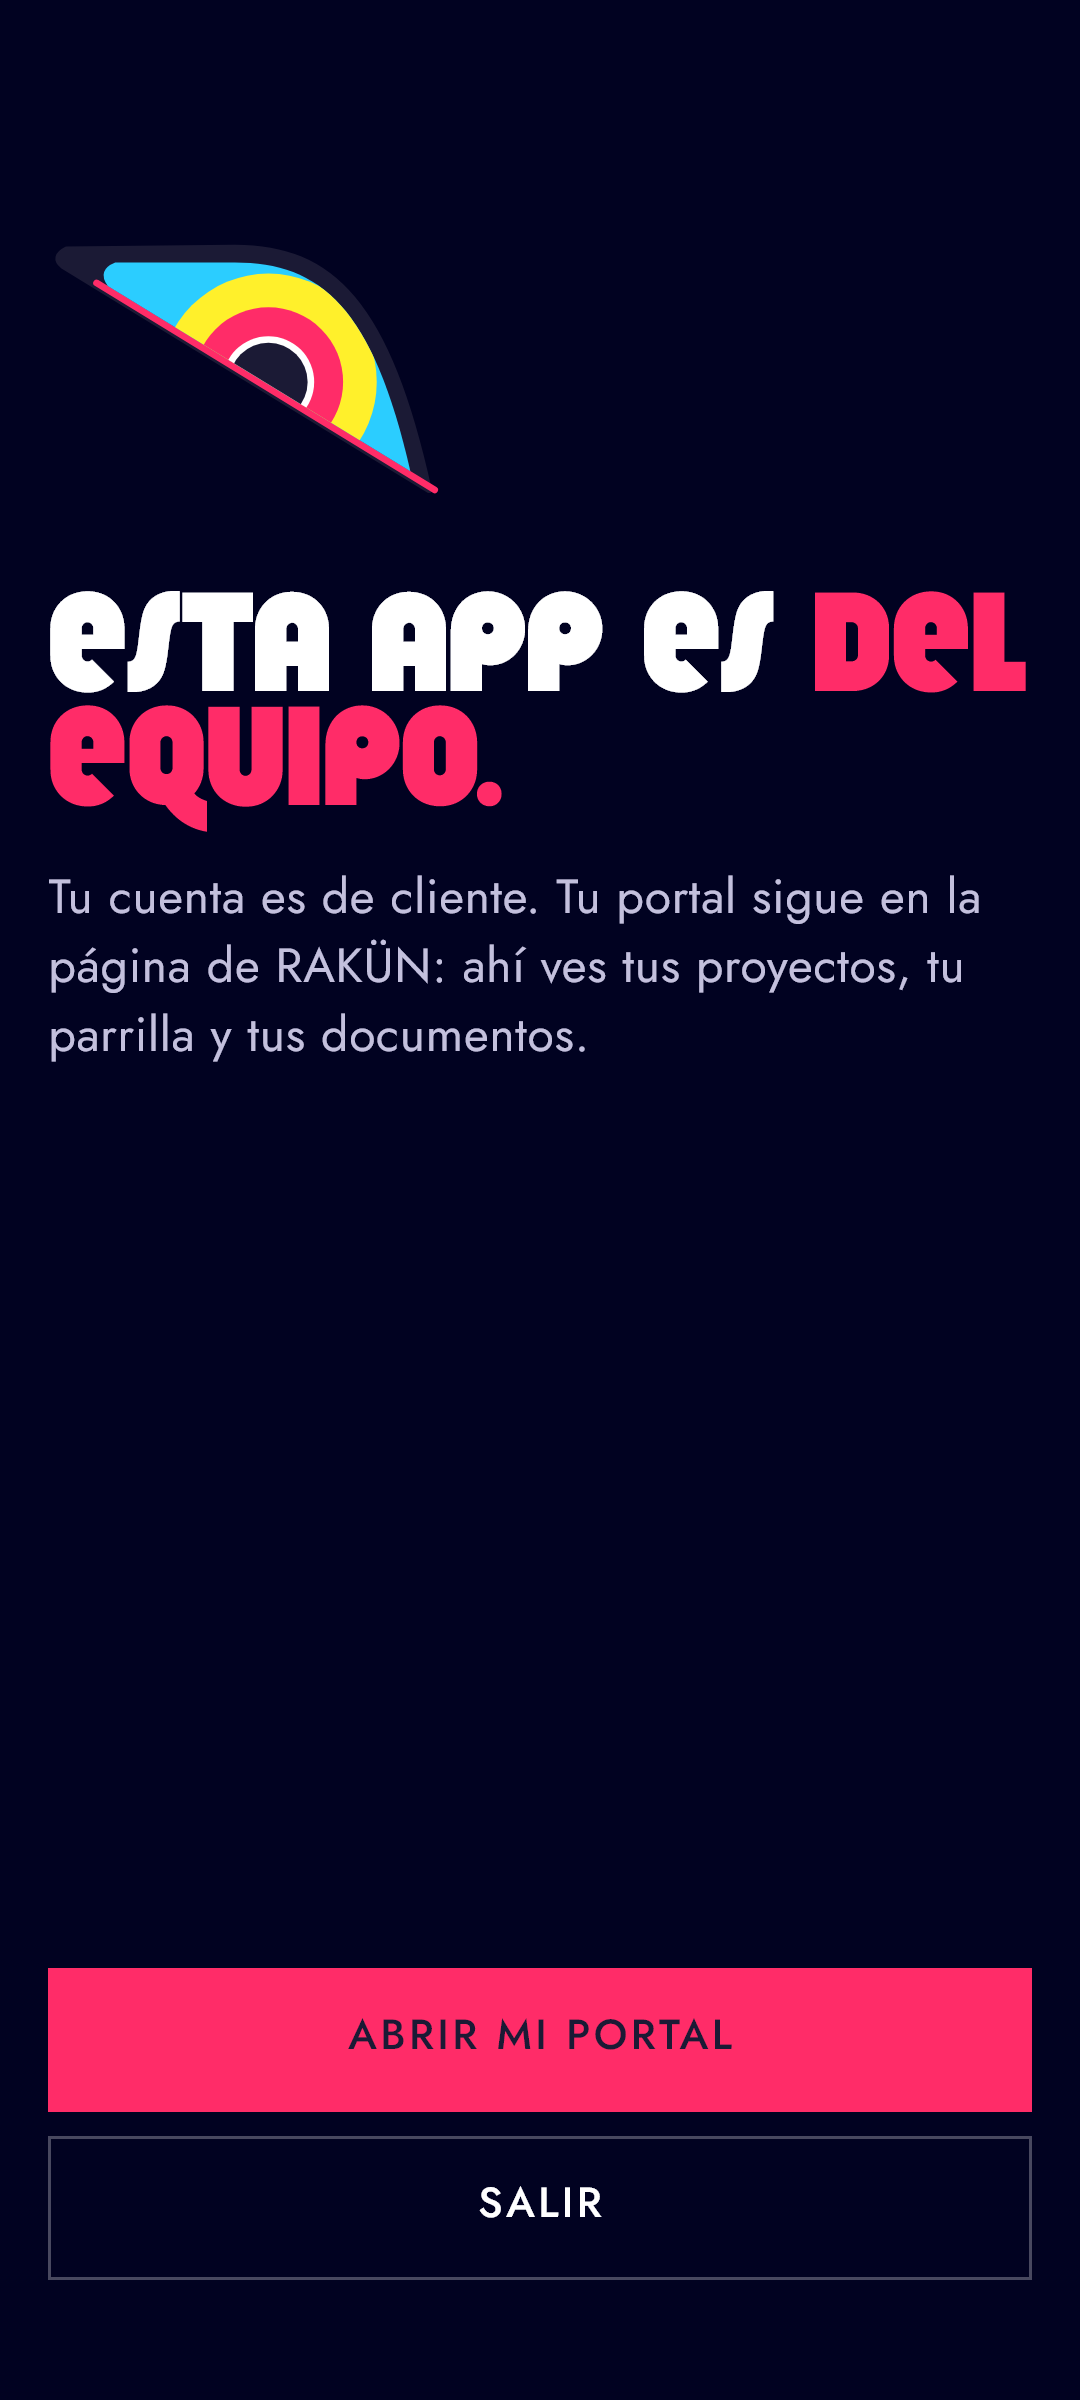 esta app es del
equipo.
Tu cuenta es de cliente. Tu portal sigue en la
página de RAKÜN: ahí ves tus proyectos, tu
parrilla y tus documentos.
ABRIR MI PORTAL
SALIR